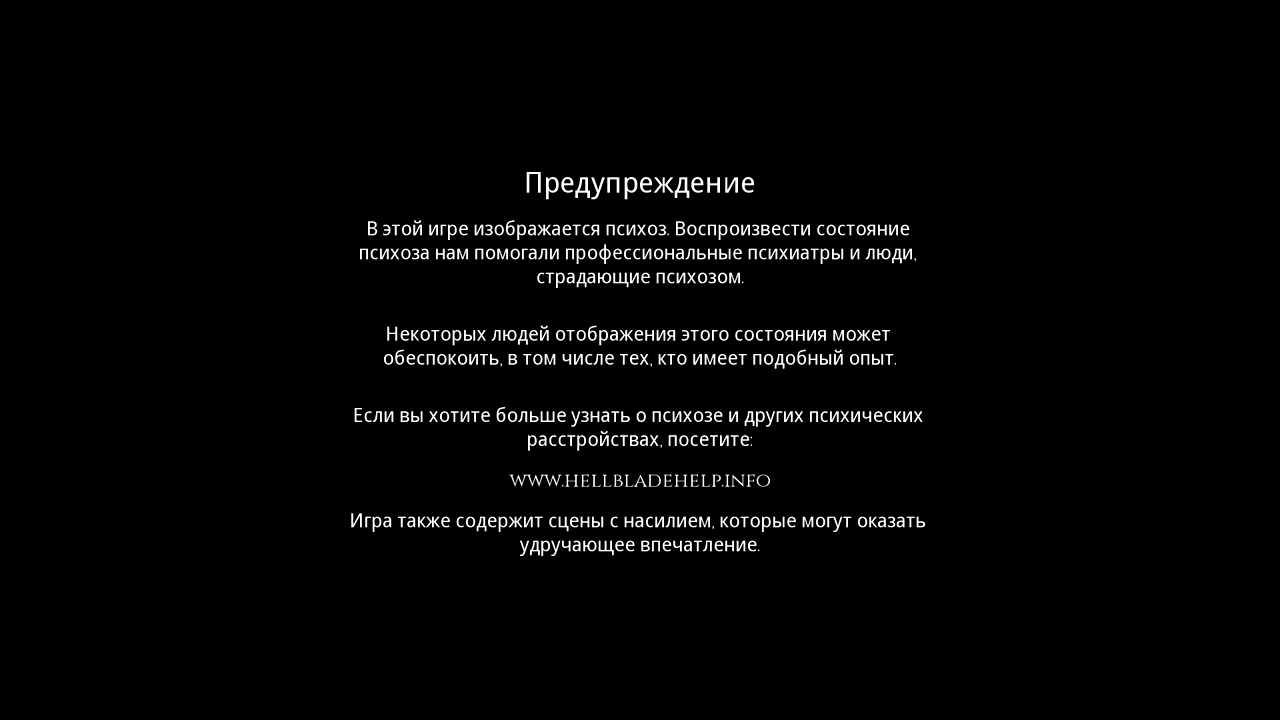 Предупреждение
В этой игре изображается психоз. Воспроизвести состояние
психоза нам помогали профессиональные психиатры и люди,
страдающие психозом.
Некоторых людей отображения этого состояния может
обеспокоить, в том числе тех, кто имеет подобный опыт.
Если вы хотите больше узнать о психозе и других психических
расстройствах, посетите:
WWW.HELLBLADEHELP.INFO
Игра также содержит сцены с насилием, которые могут оказать
удручающее впечатление.